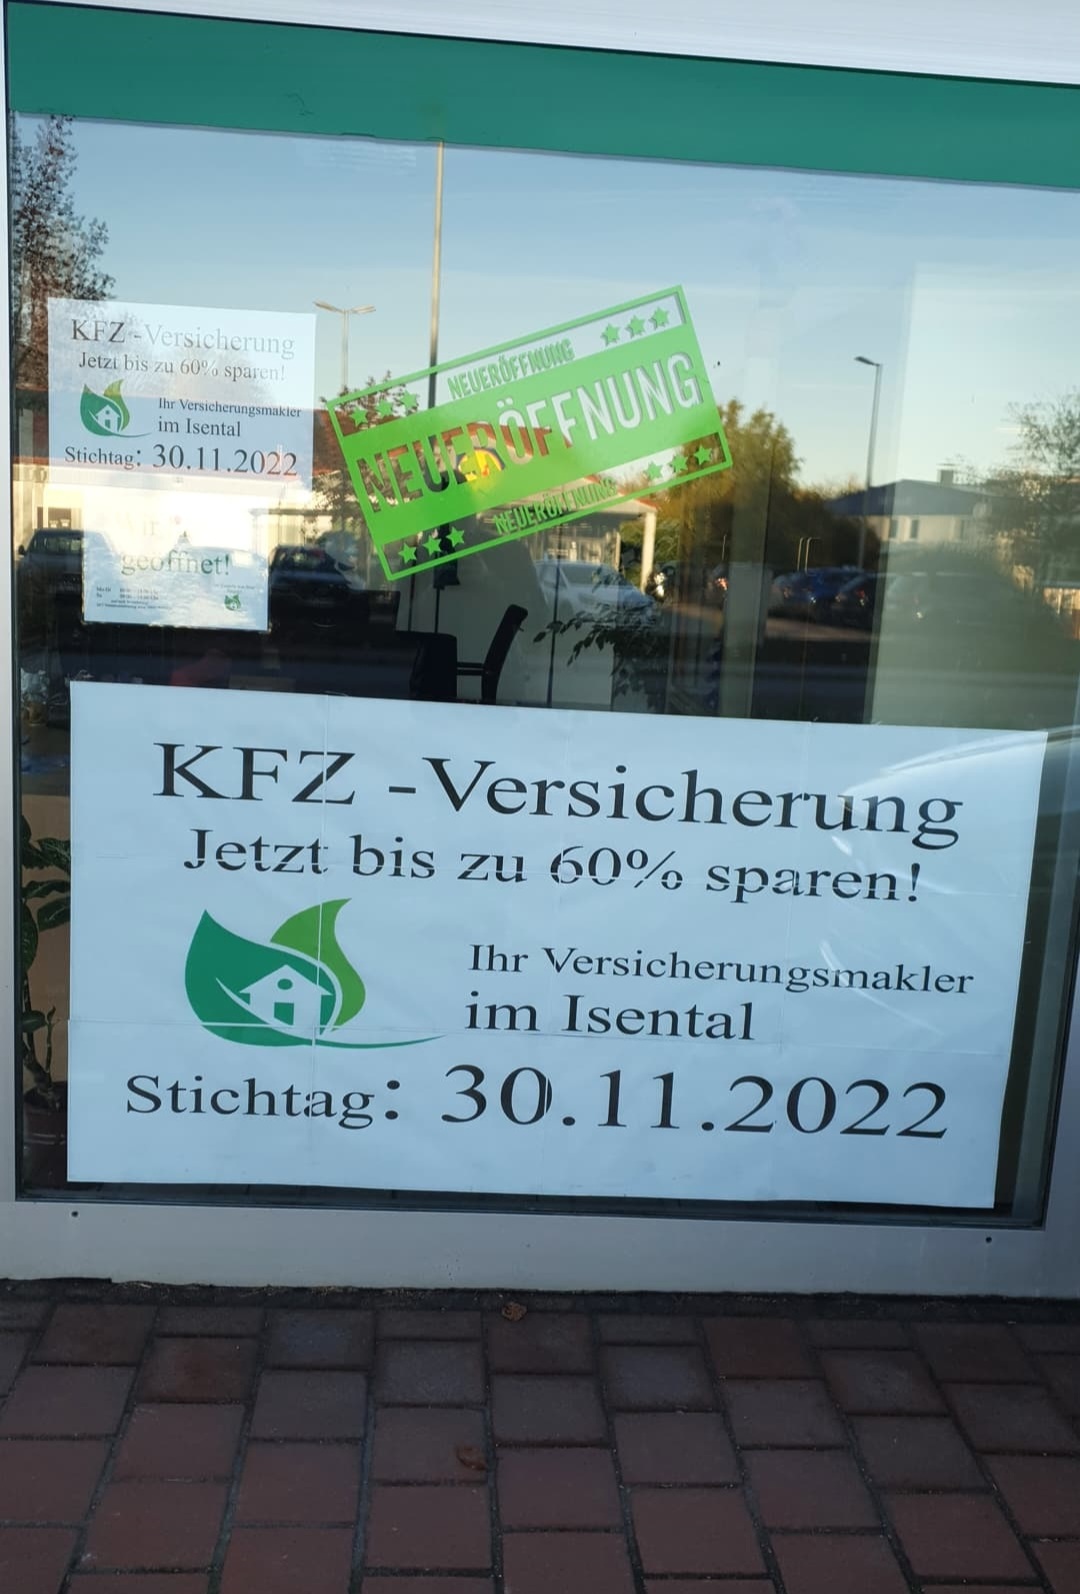 KFZ -Versicherung
Jetzt bis zu 60% sparen!
Ihr Versicherungsmakler
im Isental
Stichtag: 30.11.2022
geöffnet!
NEUERÖFFNUNG
NEUERÖFFNUNG
NEUERÖFFNUNG
KFZ -Versicherung
Jetzt bis zu 60% sparen!
Ihr Versicherungsmakler
im Isental
Stichtag: 30.11.2022